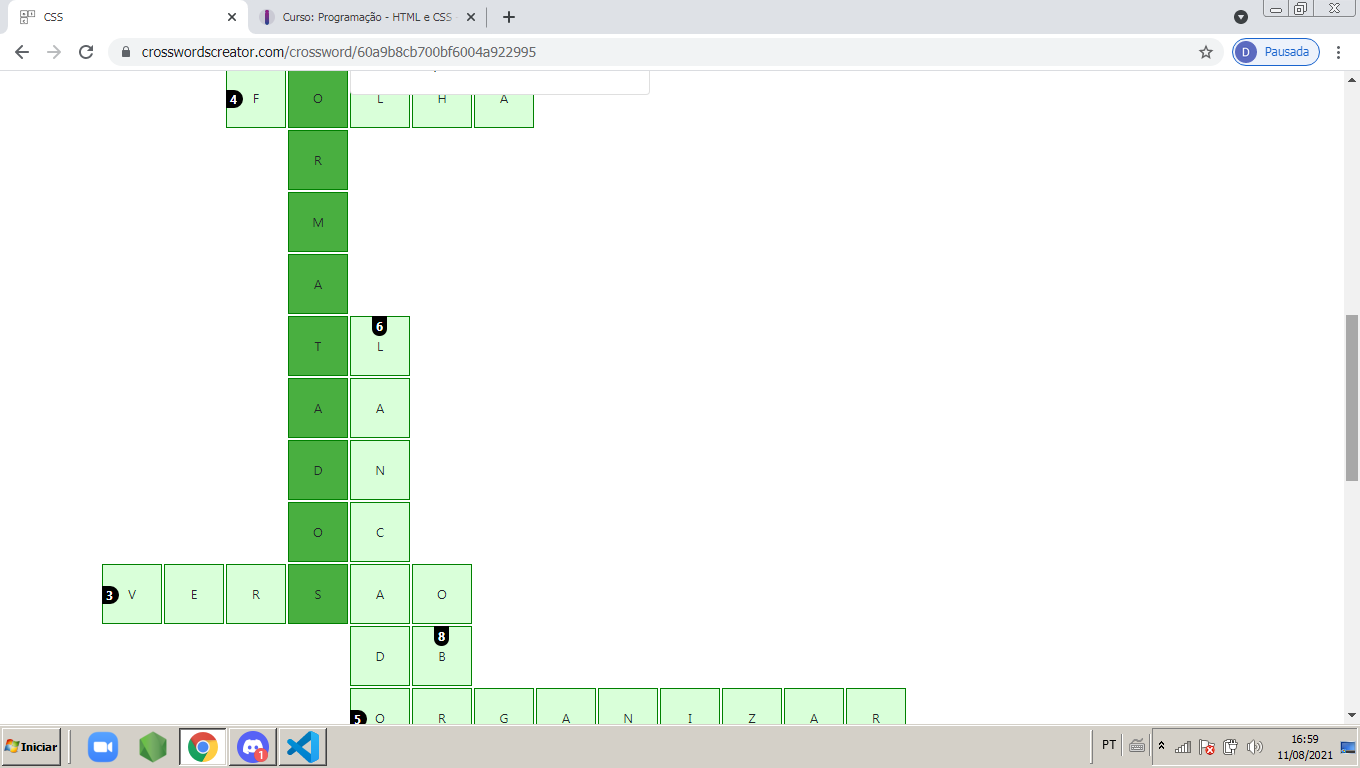 CSS
Curso: Programação - HTML e CSS
crosswordscreator.com/crossword/60a9b8cb700bf6004a922995
D Pausada
4 F O L H A
R
M
A
6
T L
A A
D N
O C
3 V E R S A O
8
D B
5 O R G A N I Z A R
Iniciar
1
PT
16:59
11/08/2021